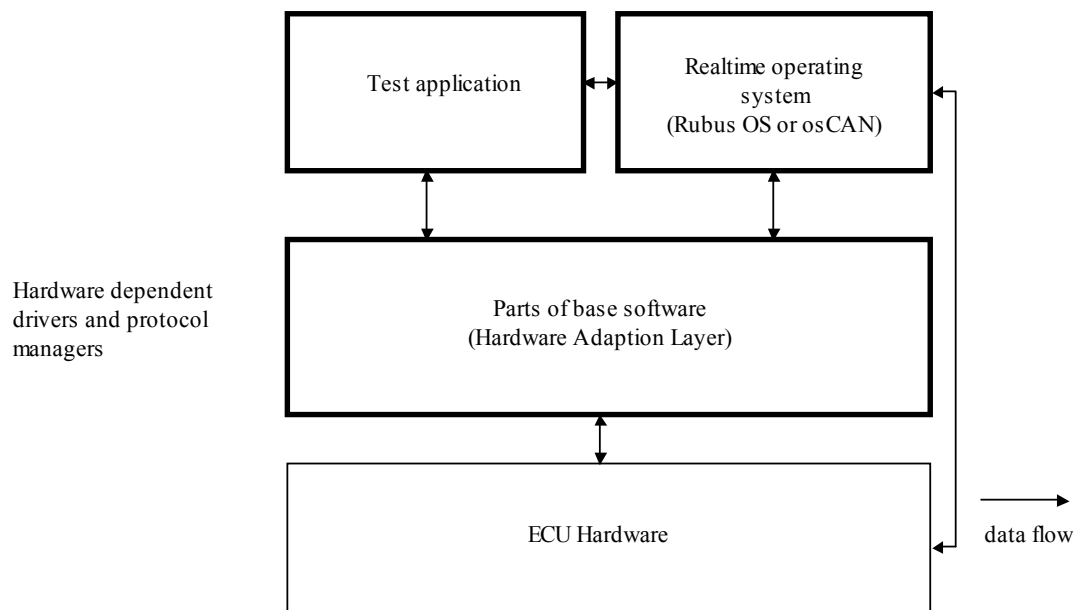 Test application
Realtime operating
system
(Rubus OS or osCAN)
Hardware dependent
drivers and protocol
managers
Parts of base software
(Hardware Adaption Layer)
ECU Hardware
data flow